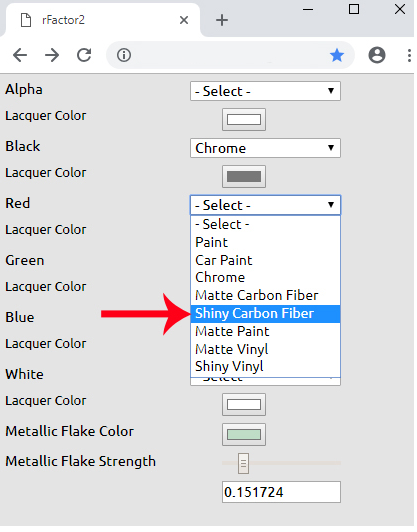 rFactor2
Alpha - Select -
Lacquer Color
Black Chrome
Lacquer Color
Red - Select -
Lacquer Color - Select -
Paint
Green Car Paint
Chrome
Lacquer Color Matte Carbon Fiber
Blue Shiny Carbon Fiber
Matte Paint
Lacquer Color Matte Vinyl
Shiny Vinyl
White - Select -
Lacquer Color
Metallic Flake Color
Metallic Flake Strength
0.151724